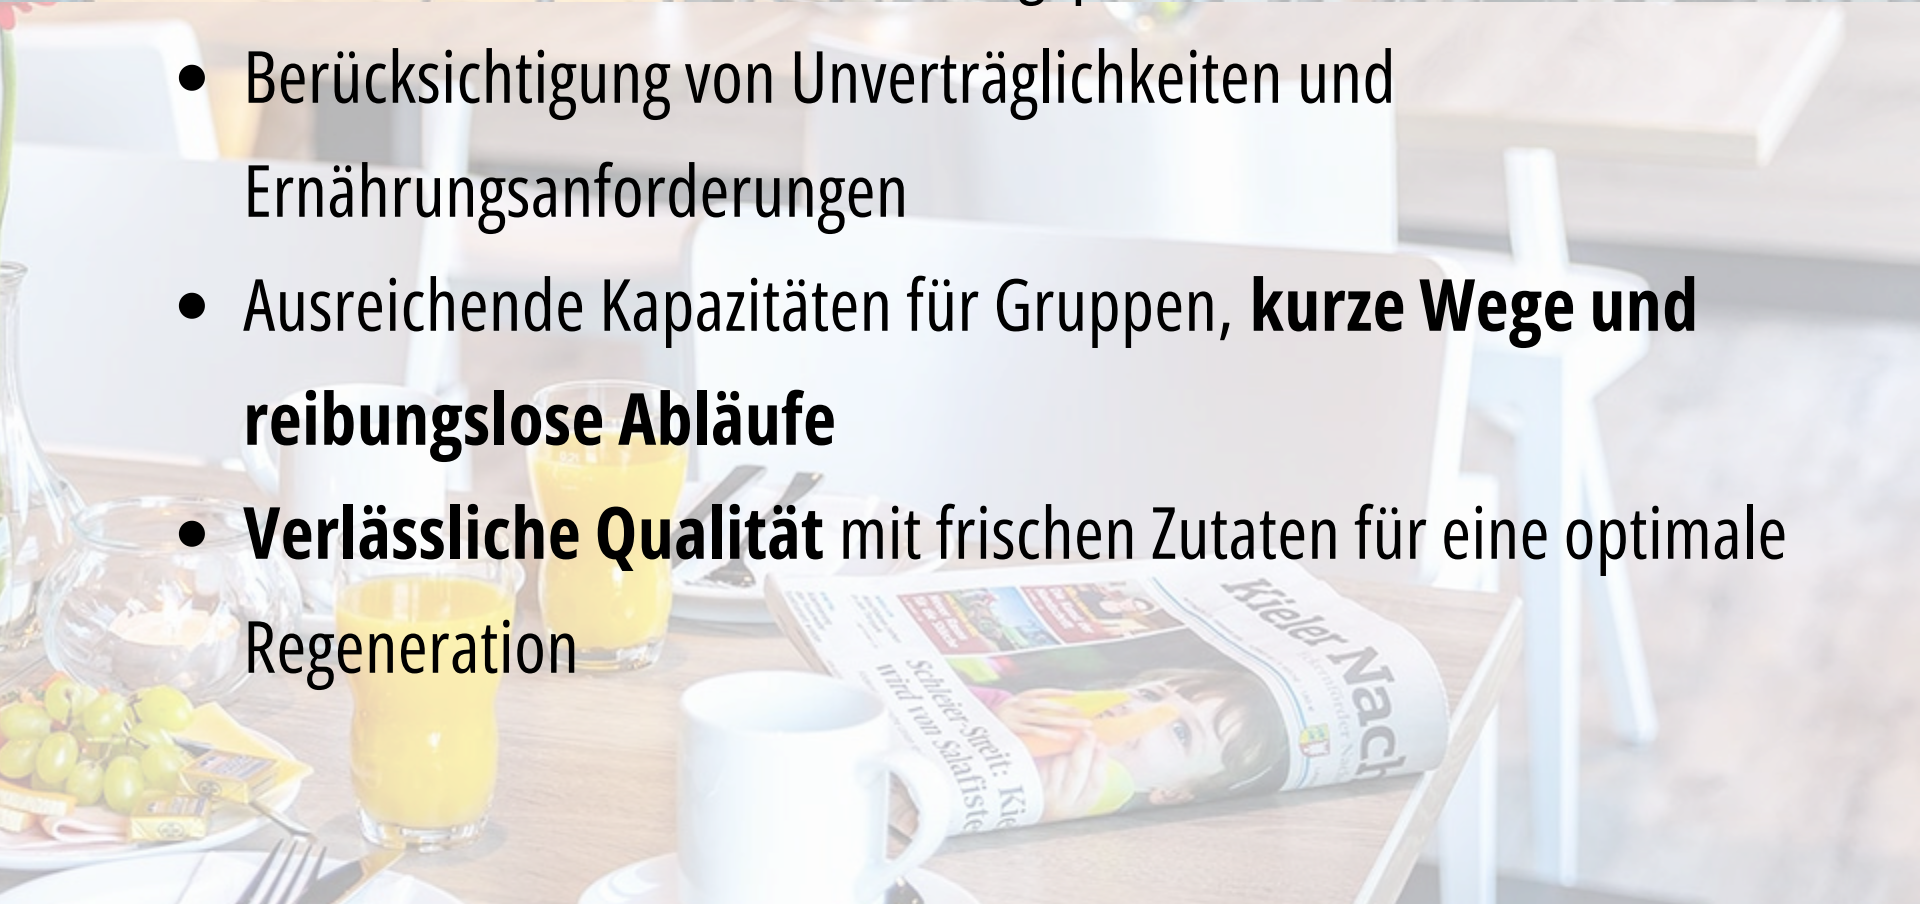 • Berücksichtigung von Unverträglichkeiten und
Ernährungsanforderungen
• Ausreichende Kapazitäten für Gruppen, kurze Wege und
reibungslose Abläufe
• Verlässliche Qualität mit frischen Zutaten für eine optimale
Regeneration
Kieler Nach
Schleier-Streit: Kie
wird von Salafiste